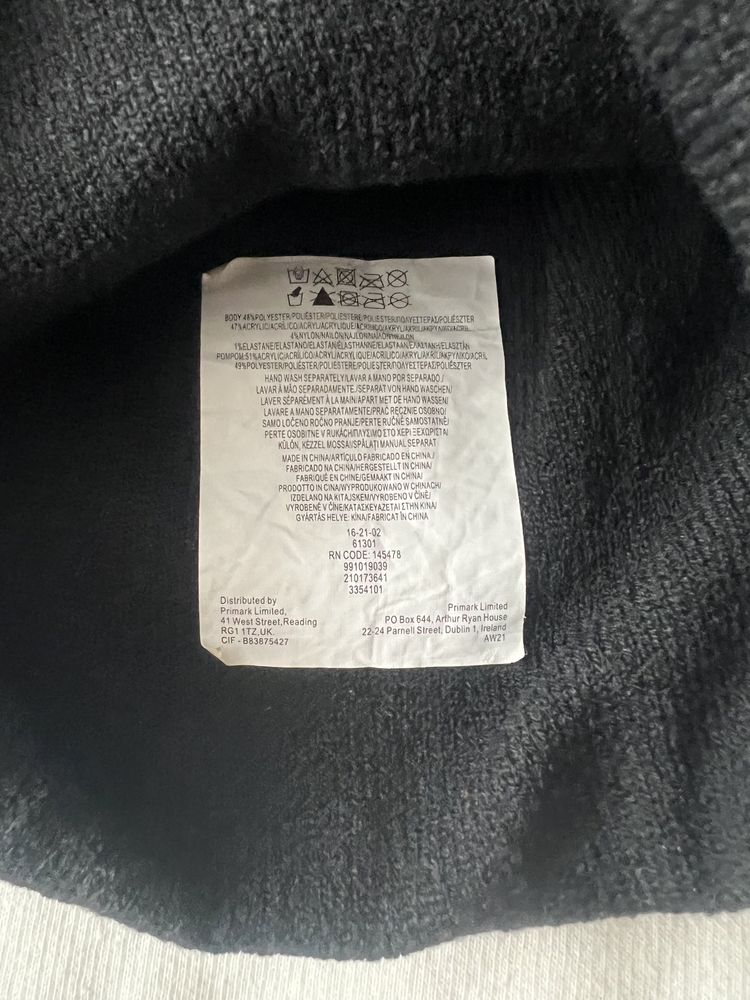 BODY 48%POLYESTER/POLIÉSTER/POLIESTERE/POLIESTER/ΠΟΛΥΕΣΤΕΡΑΣ/POLIÉSZTER
47%ACRYLIC/ACRÍLICO/ACRYL/ACRYLIQUE/ACRILICO/AKRYL/AKRIL/ΑΚΡΥΛΙΚΟ/ACRIL
4%NYLON/NAILON/
1%ELASTANE/ELASTANO/ELASTAN/ÉLASTHANNE/ELASTAAN/ELASZTÁN
POMPOM:51%ACRYLIC/ACRÍLICO/ACRYL/ACRYLIQUE/ACRILICO/AKRYL/AKRIL/ΑΚΡΥΛΙΚΟ/ACRIL
49%POLYESTER/POLIÉSTER/POLIESTERE/POLIESTER/ΠΟΛΥΕΣΤΕΡΑΣ/POLIÉSZTER
HAND WASH SEPARATELY/LAVAR A MANO POR SEPARADO/
LAVAR À MÃO SEPARADAMENTE./SEPARAT VON HAND WASCHEN/
LAVER SÉPARÉMENT À LA MAIN/APART MET DE HAND WASSEN/
LAVARE A MANO SEPARATAMENTE/PRAĆ RĘCZNIE OSOBNO/
SAMO LOČENO ROČNO PRANJE/PERTE RUČNĚ SAMOSTATNĚ/
PERTE OSOBITNE V RUKÁCH/ΠΛΥΣΙΜΟ ΣΤΟ ΧΕΡΙ ΞΕΧΩΡΙΣΤΑ/
KÜLÖN, KÉZZEL MOSSA/SPĂLAȚI MANUAL SEPARAT
MADE IN CHINA/ARTÍCULO FABRICADO EN CHINA./
FABRICADO NA CHINA/HERGESTELLT IN CHINA/
FABRIQUÉ EN CHINE/GEMAAKT IN CHINA/
PRODOTTO IN CINA/WYPRODUKOWANO W CHINACH/
IZDELANO NA KITAJSKEM/VYROBENO V ČÍNĚ/
VYROBENÉ V ČÍNE/ΚΑΤΑΣΚΕΥΑΖΕΤΑΙ ΣΤΗΝ ΚΙΝΑ/
GYÁRTÁS HELYE: KÍNA/FABRICAT ÎN CHINA
16-21-02
61301
RN CODE: 145478
991019039
210173641
3354101
Distributed by
Primark Limited,
41 West Street, Reading
RG1 1TZ,UK.
CIF - B83875427
Primark Limited
PO Box 644, Arthur Ryan House
22-24 Parnell Street, Dublin 1, Ireland
AW21